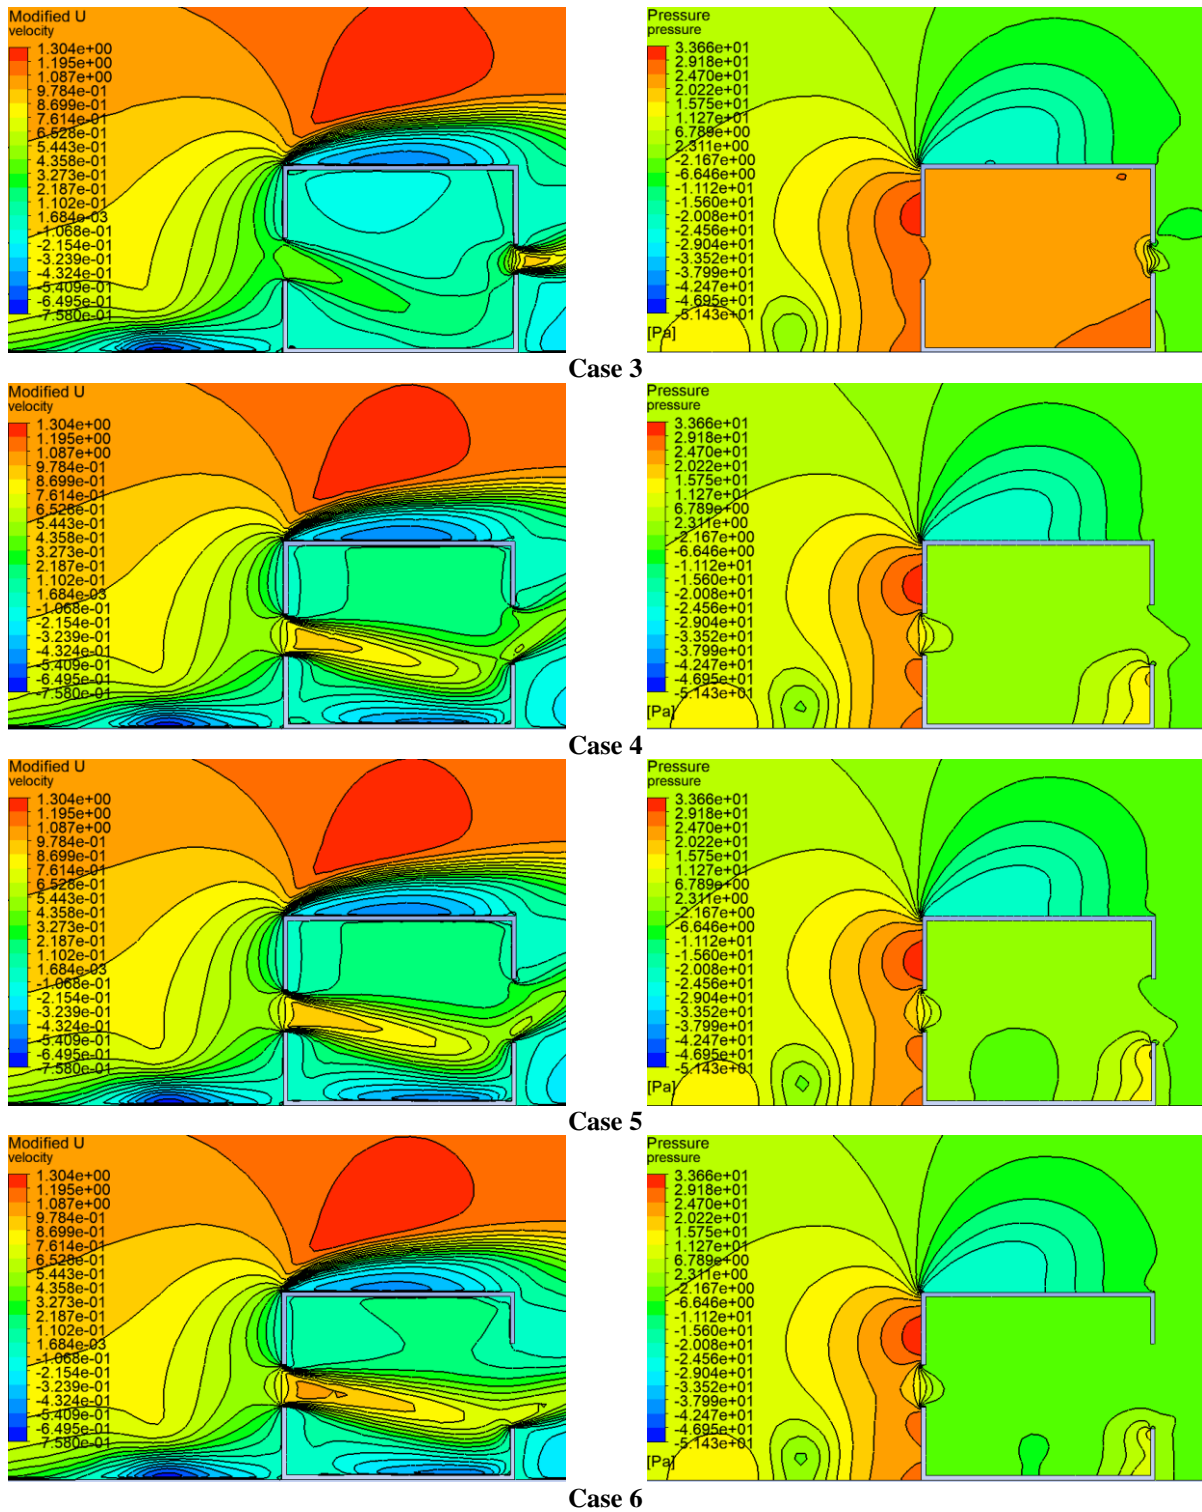 Modified U
velocity
1.304e+00
1.195e+00
1.087e+00
9.784e-01
8.699e-01
7.614e-01
6.528e-01
5.443e-01
4.358e-01
3.273e-01
2.187e-01
1.102e-01
1.684e-03
-1.068e-01
-2.154e-01
-3.239e-01
-4.324e-01
-5.409e-01
-6.495e-01
-7.580e-01
Pressure
pressure
3.366e+01
2.918e+01
2.470e+01
2.022e+01
1.575e+01
1.127e+01
6.789e+00
2.311e+00
-2.167e+00
-6.646e+00
-1.112e+01
-1.560e+01
-2.008e+01
-2.456e+01
-2.904e+01
-3.352e+01
-3.799e+01
-4.247e+01
-4.695e+01
-5.143e+01
[Pa]
Case 3
Modified U
velocity
1.304e+00
1.195e+00
1.087e+00
9.784e-01
8.699e-01
7.614e-01
6.528e-01
5.443e-01
4.358e-01
3.273e-01
2.187e-01
1.102e-01
1.684e-03
-1.068e-01
-2.154e-01
-3.239e-01
-4.324e-01
-5.409e-01
-6.495e-01
-7.580e-01
Pressure
pressure
3.366e+01
2.918e+01
2.470e+01
2.022e+01
1.575e+01
1.127e+01
6.789e+00
2.311e+00
-2.167e+00
-6.646e+00
-1.112e+01
-1.560e+01
-2.008e+01
-2.456e+01
-2.904e+01
-3.352e+01
-3.799e+01
-4.247e+01
-4.695e+01
-5.143e+01
[Pa]
Case 4
Modified U
velocity
1.304e+00
1.195e+00
1.087e+00
9.784e-01
8.699e-01
7.614e-01
6.528e-01
5.443e-01
4.358e-01
3.273e-01
2.187e-01
1.102e-01
1.684e-03
-1.068e-01
-2.154e-01
-3.239e-01
-4.324e-01
-5.409e-01
-6.495e-01
-7.580e-01
Pressure
pressure
3.366e+01
2.918e+01
2.470e+01
2.022e+01
1.575e+01
1.127e+01
6.789e+00
2.311e+00
-2.167e+00
-6.646e+00
-1.112e+01
-1.560e+01
-2.008e+01
-2.456e+01
-2.904e+01
-3.352e+01
-3.799e+01
-4.247e+01
-4.695e+01
-5.143e+01
[Pa]
Case 5
Modified U
velocity
1.304e+00
1.195e+00
1.087e+00
9.784e-01
8.699e-01
7.614e-01
6.528e-01
5.443e-01
4.358e-01
3.273e-01
2.187e-01
1.102e-01
1.684e-03
-1.068e-01
-2.154e-01
-3.239e-01
-4.324e-01
-5.409e-01
-6.495e-01
-7.580e-01
Pressure
pressure
3.366e+01
2.918e+01
2.470e+01
2.022e+01
1.575e+01
1.127e+01
6.789e+00
2.311e+00
-2.167e+00
-6.646e+00
-1.112e+01
-1.560e+01
-2.008e+01
-2.456e+01
-2.904e+01
-3.352e+01
-3.799e+01
-4.247e+01
-4.695e+01
-5.143e+01
[Pa]
Case 6